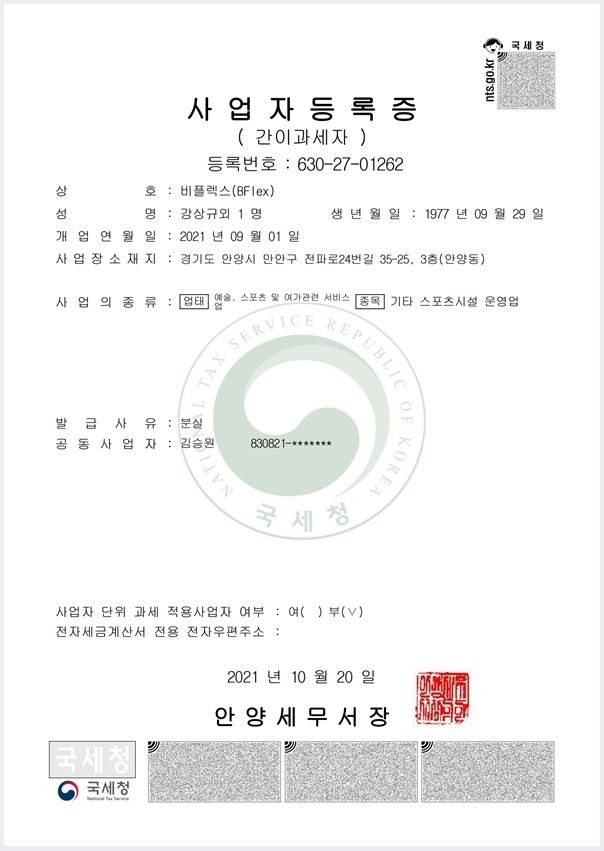 국세청
nts.go.kr
사업자등록증
( 간이과세자 )
등록번호 : 630-27-01262
상 호 : 비플렉스(BFlex)
성 명 : 강상규외 1 명 생 년 월 일 : 1977 년 09 월 29 일
개 업 연 월 일 : 2021 년 09 월 01 일
사 업 장 소 재 지 : 경기도 안양시 만안구 전파로24번길 35-25, 3층(안양동)
사 업 의 종 류 : 업태 예술, 스포츠 및 여가관련 서비스업 종목 기타 스포츠시설 운영업
NATIONAL TAX SERVICE REPUBLIC OF KOREA
발 급 사 유 : 분실
공 동 사 업 자 : 김승원 830821-*******
국세청
사업자 단위 과세 적용사업자 여부 : 여( ) 부(∨)
전자세금계산서 전용 전자우편주소 :
2021 년 10 월 20 일
안양세무서장
국세청
국세청
National Tax Service